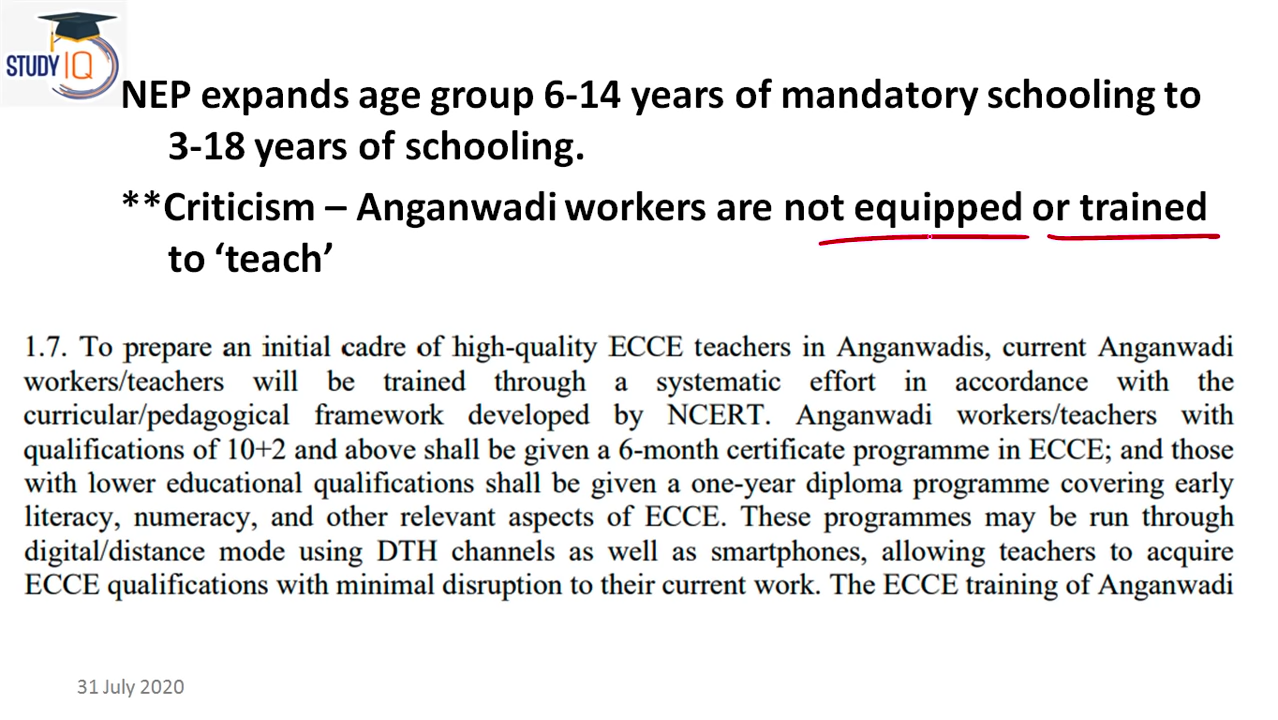 STUDY IQ
NEP expands age group 6-14 years of mandatory schooling to
3-18 years of schooling.
**Criticism – Anganwadi workers are not equipped or trained
to ‘teach’
1.7. To prepare an initial cadre of high-quality ECCE teachers in Anganwadis, current Anganwadi
workers/teachers will be trained through a systematic effort in accordance with the
curricular/pedagogical framework developed by NCERT. Anganwadi workers/teachers with
qualifications of 10+2 and above shall be given a 6-month certificate programme in ECCE; and those
with lower educational qualifications shall be given a one-year diploma programme covering early
literacy, numeracy, and other relevant aspects of ECCE. These programmes may be run through
digital/distance mode using DTH channels as well as smartphones, allowing teachers to acquire
ECCE qualifications with minimal disruption to their current work. The ECCE training of Anganwadi
31 July 2020